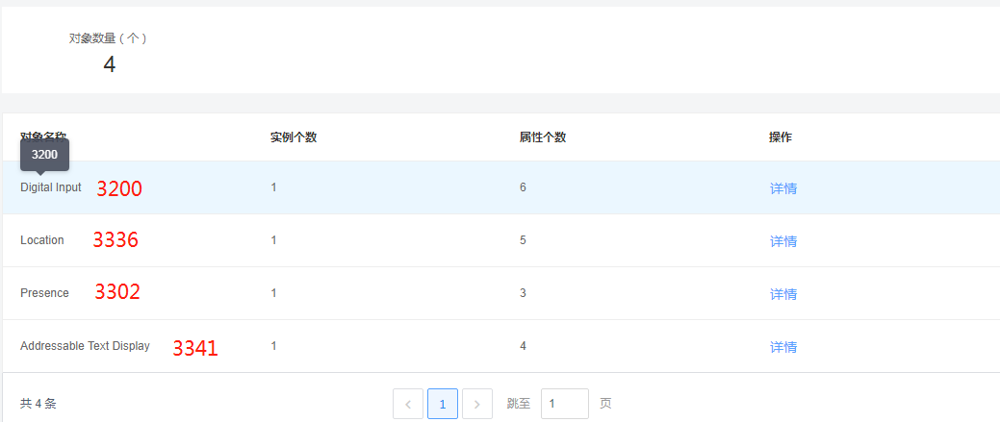 对象数量（个）
4
对象名称 实例个数 属性个数 操作
3200
Digital Input 3200 1 6 详情
Location 3336 1 5 详情
Presence 3302 1 3 详情
Addressable Text Display 3341 1 4 详情
共 4 条 < 1 > 跳至 1 页